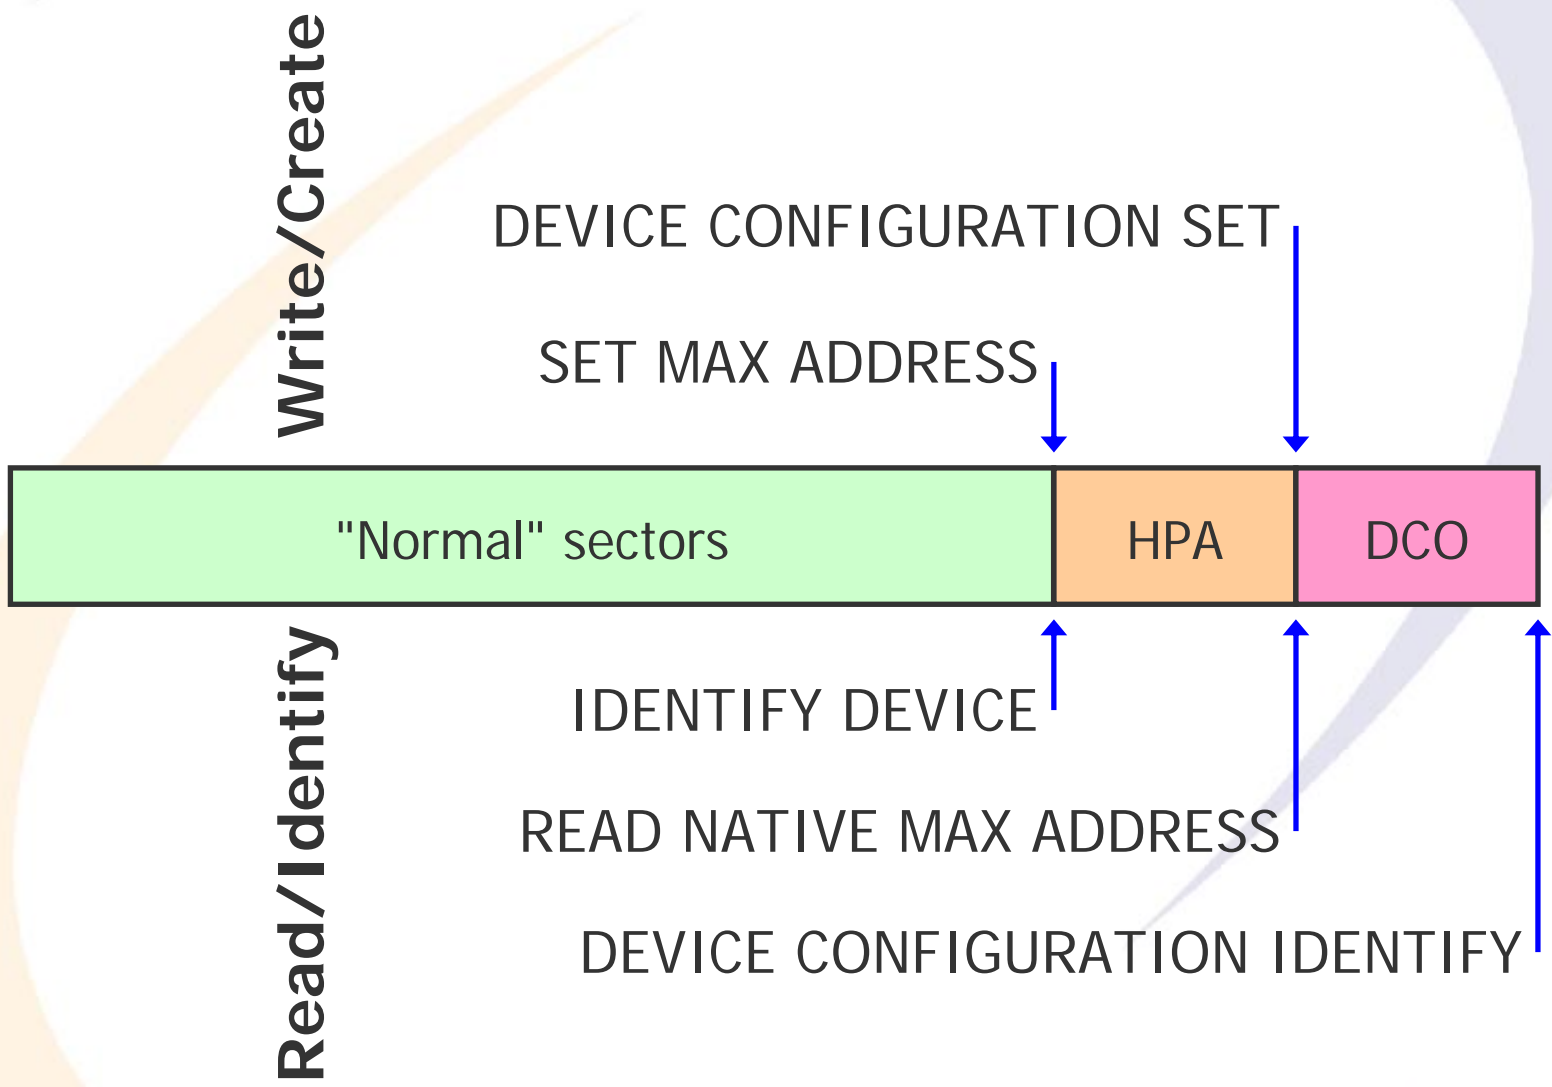 Write/Create
DEVICE CONFIGURATION SET
SET MAX ADDRESS
"Normal" sectors
HPA
DCO
Read/Identify
IDENTIFY DEVICE
READ NATIVE MAX ADDRESS
DEVICE CONFIGURATION IDENTIFY